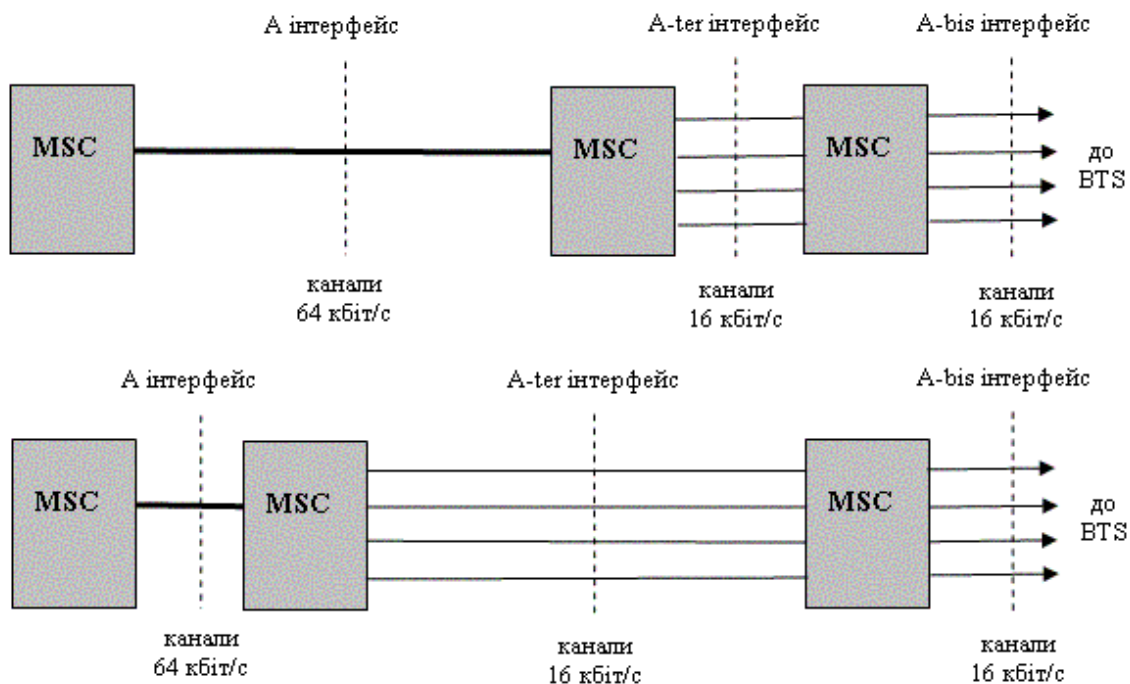 А інтерфейс
A-ter інтерфейс
A-bis інтерфейс
MSC
MSC
MSC
до
BTS
канали
64 кбіт/с
канали
16 кбіт/с
канали
16 кбіт/с
А інтерфейс
A-ter інтерфейс
A-bis інтерфейс
MSC
MSC
MSC
до
BTS
канали
64 кбіт/с
канали
16 кбіт/с
канали
16 кбіт/с